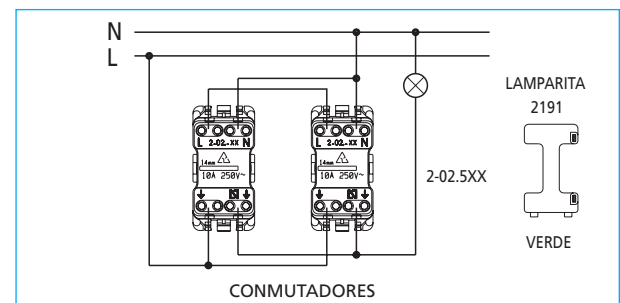 N
L
LAMPARITA
2191
L 2-02.XX N
L 2-02.XX N
14mm
14mm
10A 250V~
10A 250V~
2-02.5XX
VERDE
CONMUTADORES